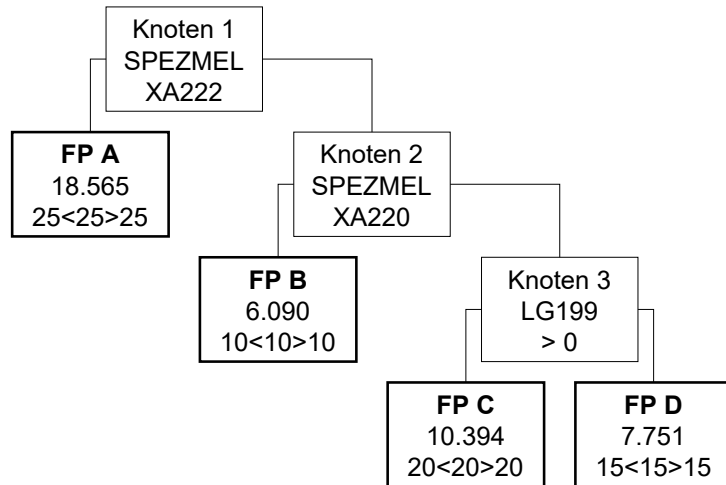 Knoten 1
SPEZMEL
XA222
FP A
18.565
25<25>25
Knoten 2
SPEZMEL
XA220
FP B
6.090
10<10>10
Knoten 3
LG199
> 0
FP C
10.394
20<20>20
FP D
7.751
15<15>15